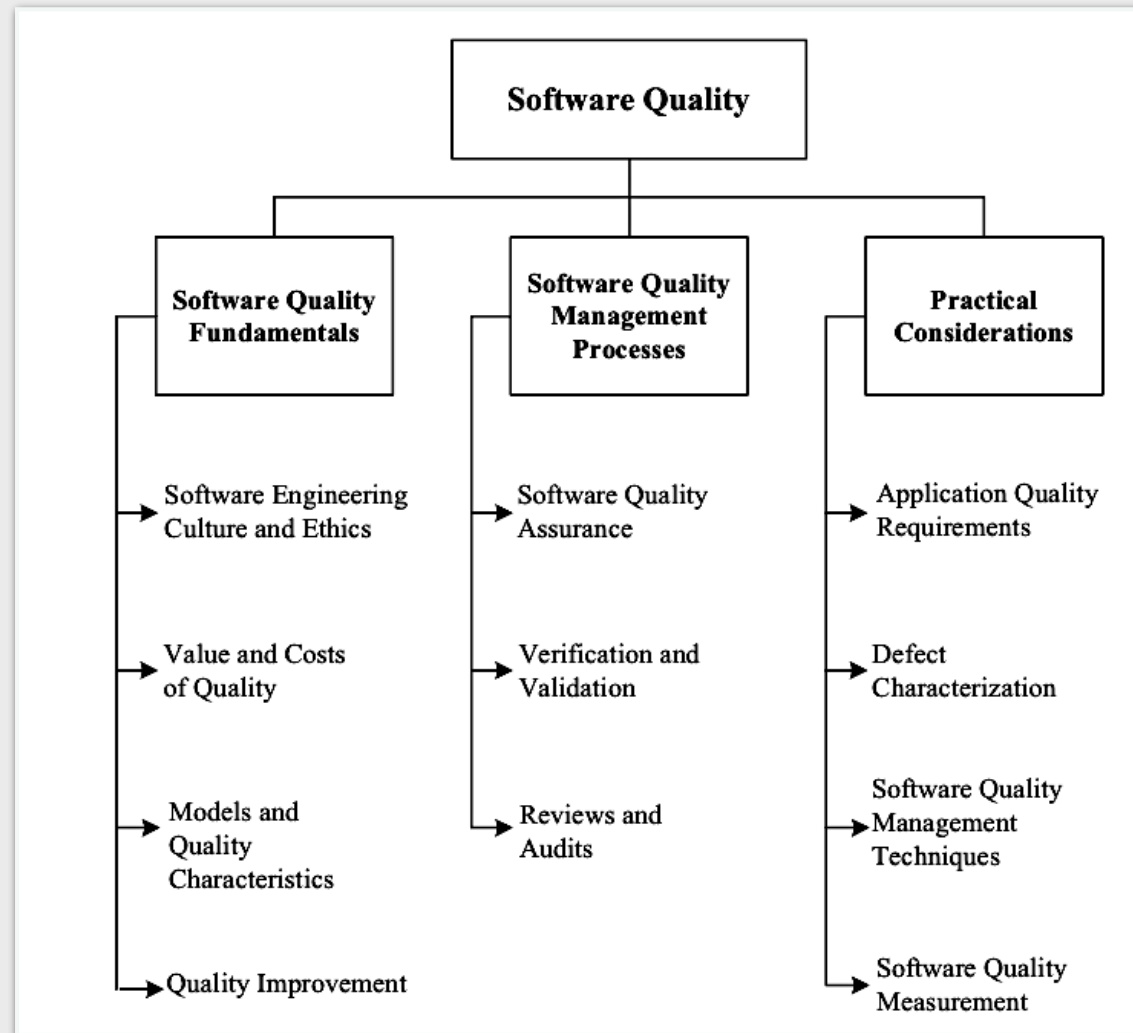 Software Quality
Software Quality
Fundamentals
Software Engineering
Culture and Ethics
Value and Costs
of Quality
Models and
Quality
Characteristics
Quality Improvement
Software Quality
Management
Processes
Software Quality
Assurance
Verification and
Validation
Reviews and
Audits
Practical
Considerations
Application Quality
Requirements
Defect
Characterization
Software Quality
Management
Techniques
Software Quality
Measurement